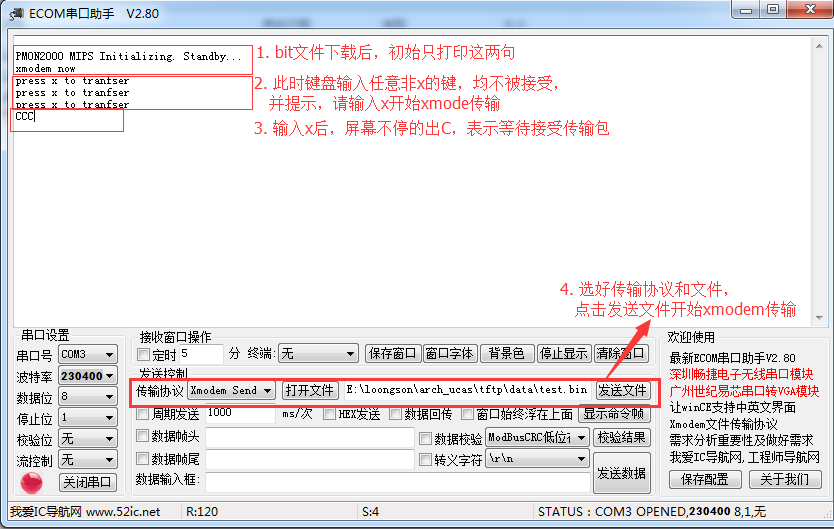 ECOM串口助手 V2.80
PMON2000 MIPS Initializing. Standby...
xmodem now
press x to tranfser
press x to tranfser
press x to tranfser
CCC
1. bit文件下载后，初始只打印这两句
2. 此时键盘输入任意非x的键，均不被接受，
并提示，请输入x开始xmode传输
3. 输入x后，屏幕不停的出C，表示等待接受传输包
4. 选好传输协议和文件，
点击发送文件开始xmodem传输
串口设置
串口号 COM3
波特率 230400
数据位 8
停止位 1
校验位 无
流控制 无
关闭串口
接收窗口操作
定时 5 分 终端: 无 保存窗口 窗口字体 背景色 停止显示 清除窗口
发送控制
传输协议 Xmodem Send 打开文件 E:\loongson\arch_ucas\tftp\data\test.bin 发送文件
周期发送 1000 ms/次 HEX发送 数据回传 窗口始终浮在上面 显示命令帧
数据帧头 数据校验 ModBusCRC低位在 校验结果
数据帧尾 转义字符 \r\n 发送数据
数据输入框:
欢迎使用
最新ECOM串口助手V2.80
深圳畅捷电子无线串口模块
广州世纪易芯串口转VGA模块
让winCE支持中英文界面
Xmodem文件传输协议
需求分析重要性及做好需求
我爱IC导航网,工程师导航网
保存配置 关于我们
我爱IC导航网 www.52ic.net R:120 S:4 STATUS：COM3 OPENED,230400 8,1,无